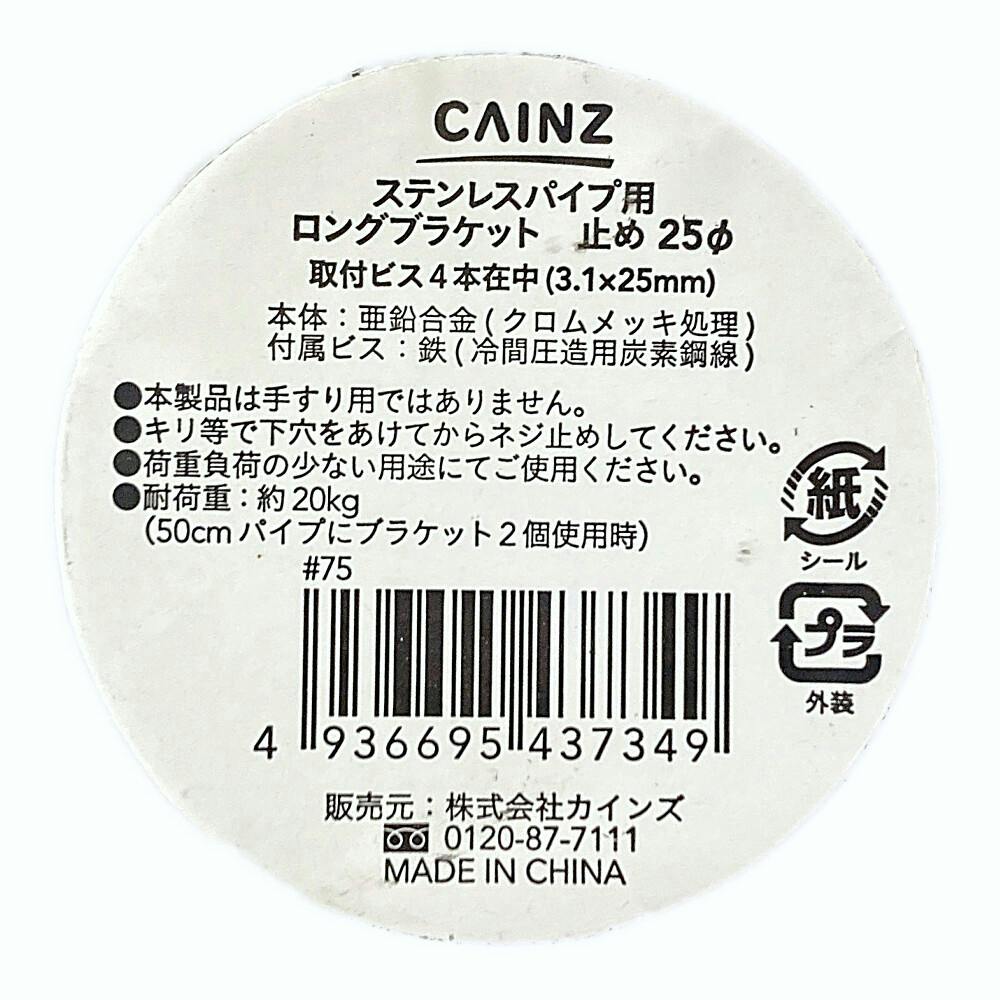 CAINZ
ステンレスパイプ用
ロングブラケット　止め 25φ
取付ビス4本在中(3.1×25mm)
本体：亜鉛合金(クロムメッキ処理)
付属ビス：鉄(冷間圧造用炭素鋼線)
●本製品は手すり用ではありません。
●キリ等で下穴をあけてからネジ止めしてください。
●荷重負荷の少ない用途にてご使用ください。
●耐荷重：約20kg
(50cmパイプにブラケット2個使用時)
#75
紙
シール
プラ
外装
4 936695 437349
販売元：株式会社カインズ
0120-87-7111
MADE IN CHINA